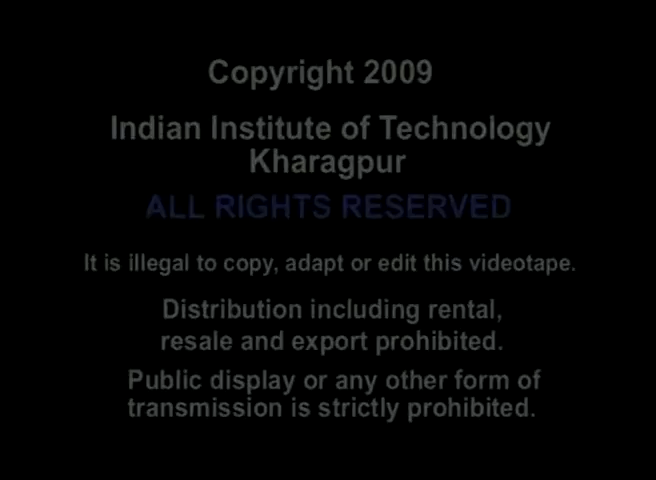 Copyright 2009
Indian Institute of Technology
Kharagpur
ALL RIGHTS RESERVED
It is illegal to copy, adapt or edit this videotape.
Distribution including rental,
resale and export prohibited.
Public display or any other form of
transmission is strictly prohibited.